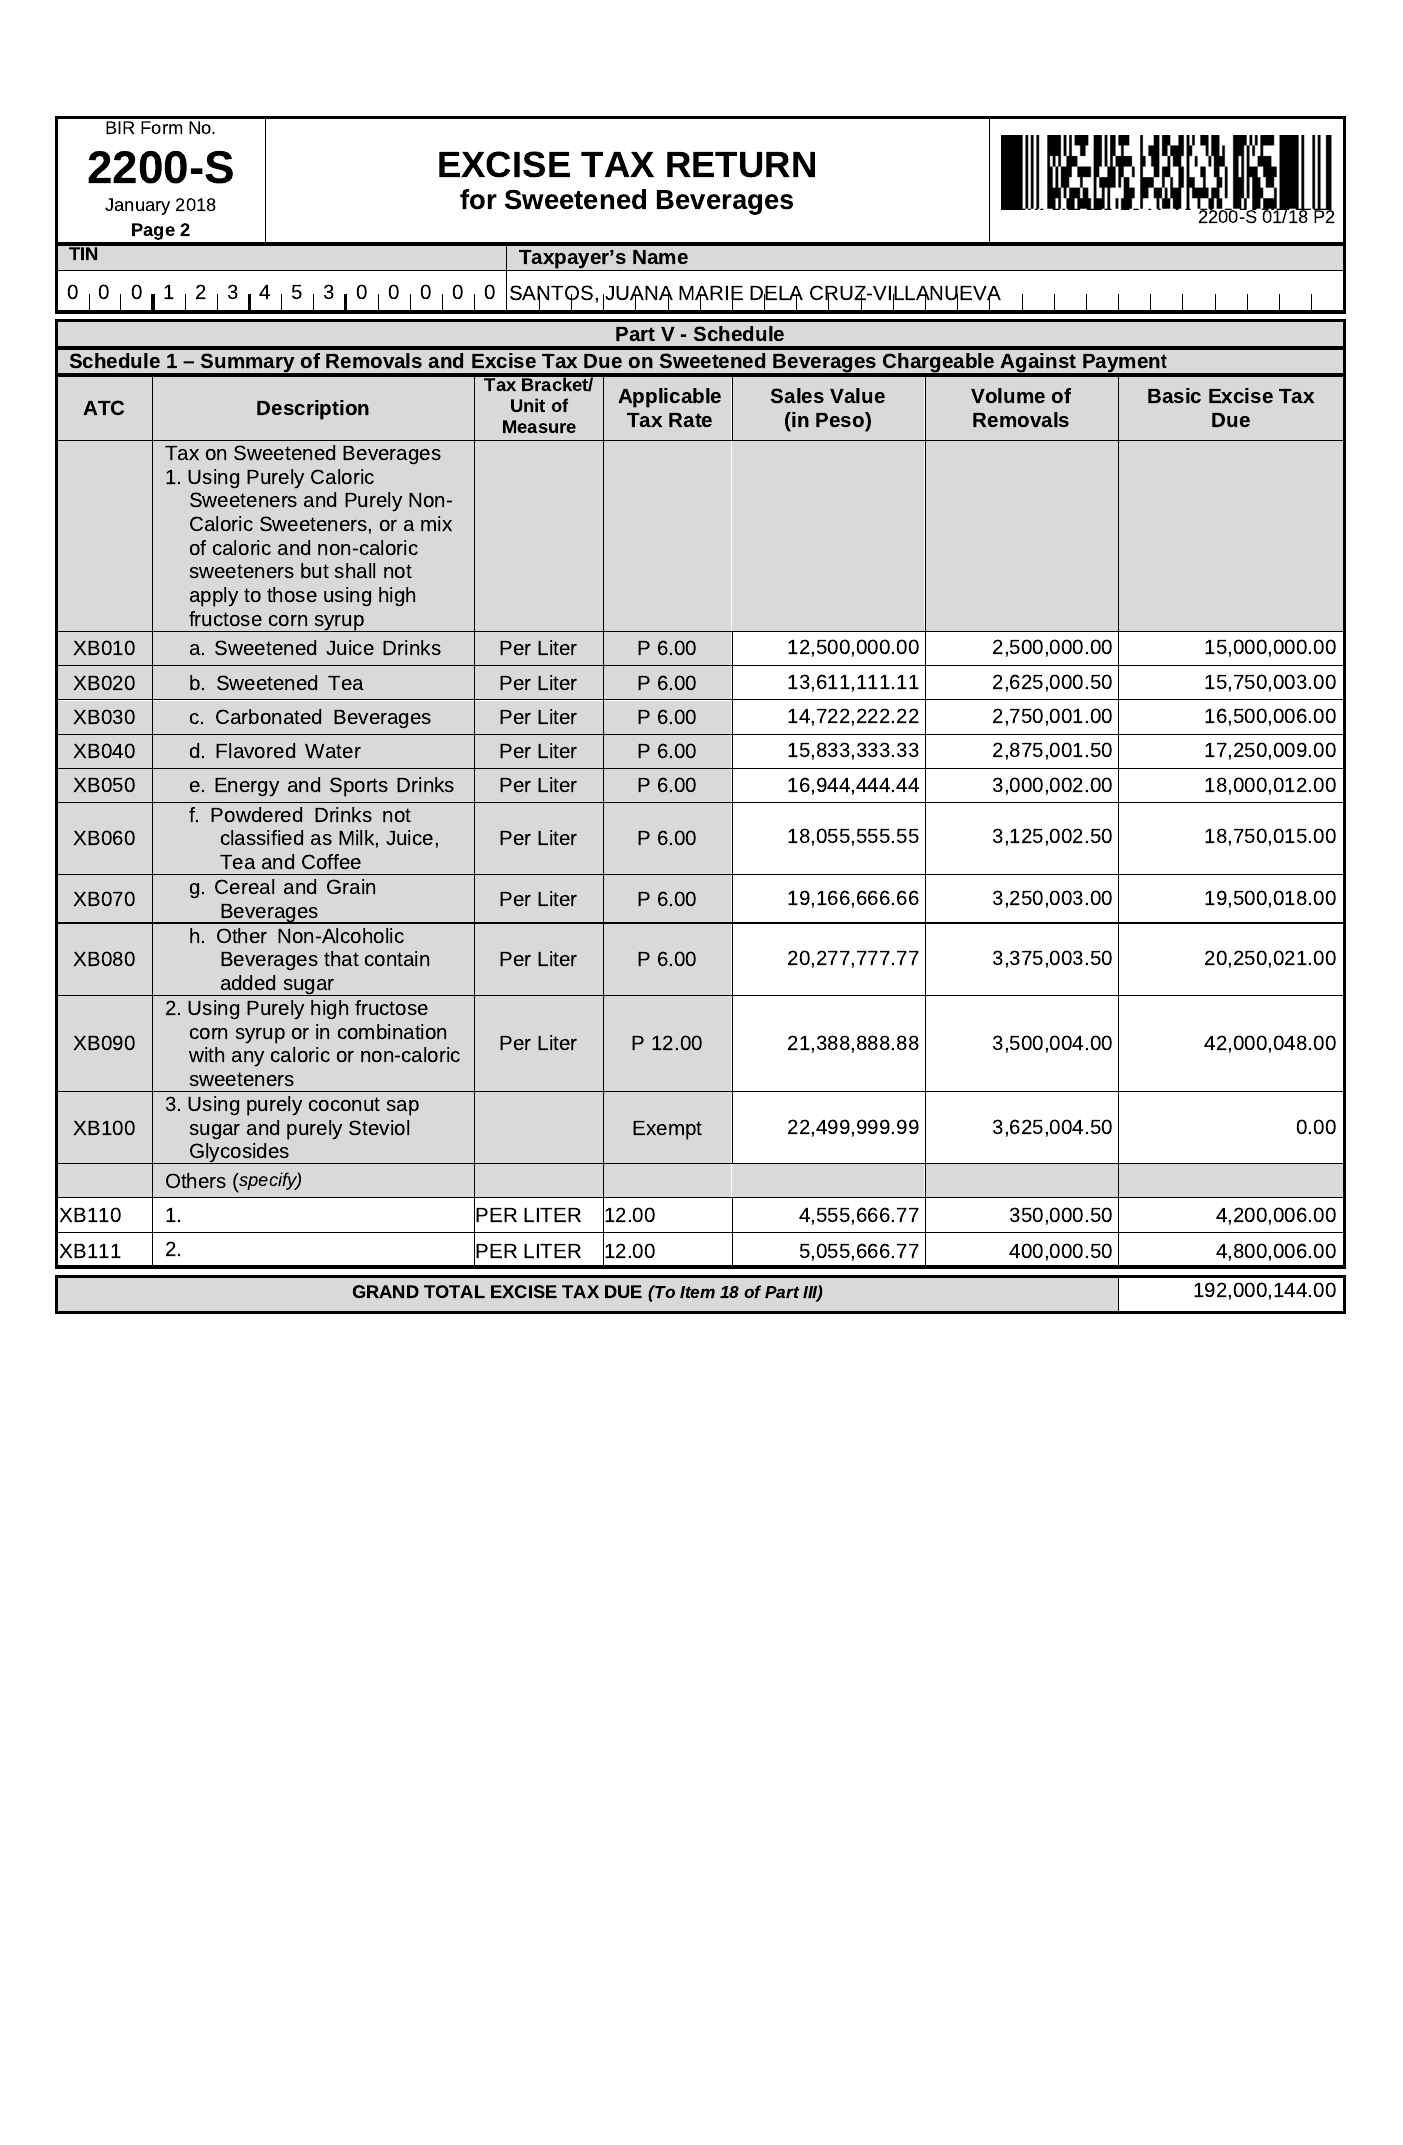 BIR Form No.
2200-S
January 2018
Page 2
EXCISE TAX RETURN
for Sweetened Beverages
2200-S 01/18 P2
TIN
Taxpayer’s Name
0 0 0 1 2 3 4 5 3 0 0 0 0 0
SANTOS, JUANA MARIE DELA CRUZ-VILLANUEVA
Part V - Schedule
Schedule 1 – Summary of Removals and Excise Tax Due on Sweetened Beverages Chargeable Against Payment
ATC
Description
Tax Bracket/
Unit of
Measure
Applicable
Tax Rate
Sales Value
(in Peso)
Volume of
Removals
Basic Excise Tax
Due
Tax on Sweetened Beverages
1. Using Purely Caloric
Sweeteners and Purely Non-
Caloric Sweeteners, or a mix
of caloric and non-caloric
sweeteners but shall not
apply to those using high
fructose corn syrup
XB010 a. Sweetened Juice Drinks Per Liter P 6.00 12,500,000.00 2,500,000.00 15,000,000.00
XB020 b. Sweetened Tea Per Liter P 6.00 13,611,111.11 2,625,000.50 15,750,003.00
XB030 c. Carbonated Beverages Per Liter P 6.00 14,722,222.22 2,750,001.00 16,500,006.00
XB040 d. Flavored Water Per Liter P 6.00 15,833,333.33 2,875,001.50 17,250,009.00
XB050 e. Energy and Sports Drinks Per Liter P 6.00 16,944,444.44 3,000,002.00 18,000,012.00
XB060
f. Powdered Drinks not
classified as Milk, Juice,
Tea and Coffee
Per Liter P 6.00 18,055,555.55 3,125,002.50 18,750,015.00
XB070
g. Cereal and Grain
Beverages
Per Liter P 6.00 19,166,666.66 3,250,003.00 19,500,018.00
XB080
h. Other Non-Alcoholic
Beverages that contain
added sugar
Per Liter P 6.00 20,277,777.77 3,375,003.50 20,250,021.00
XB090
2. Using Purely high fructose
corn syrup or in combination
with any caloric or non-caloric
sweeteners
Per Liter P 12.00 21,388,888.88 3,500,004.00 42,000,048.00
XB100
3. Using purely coconut sap
sugar and purely Steviol
Glycosides
Exempt 22,499,999.99 3,625,004.50 0.00
Others (specify)
XB110 1. PER LITER 12.00 4,555,666.77 350,000.50 4,200,006.00
XB111 2. PER LITER 12.00 5,055,666.77 400,000.50 4,800,006.00
GRAND TOTAL EXCISE TAX DUE (To Item 18 of Part III) 192,000,144.00